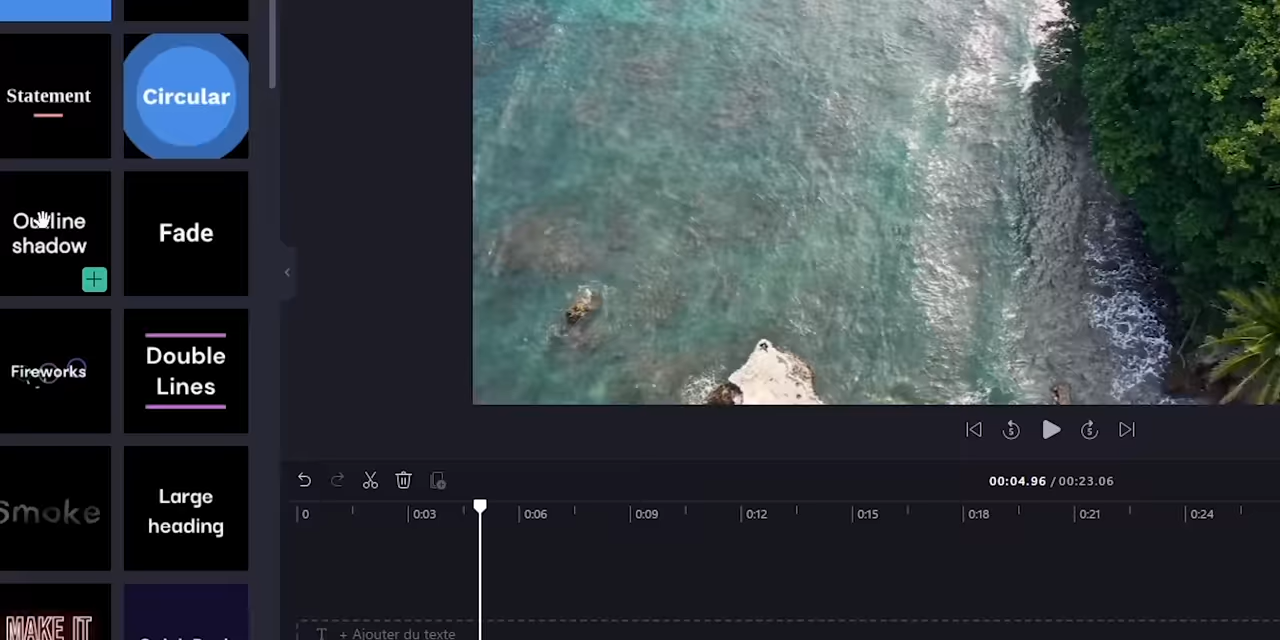 Statement
Circular
Outline
shadow
Fade
Fireworks
Double
Lines
Smoke
Large
heading
MAKE IT
5
5
00:04.96 / 00:23.06
0
0:03
0:06
0:09
0:12
0:15
0:18
0:21
0:24
T + Ajouter du texte